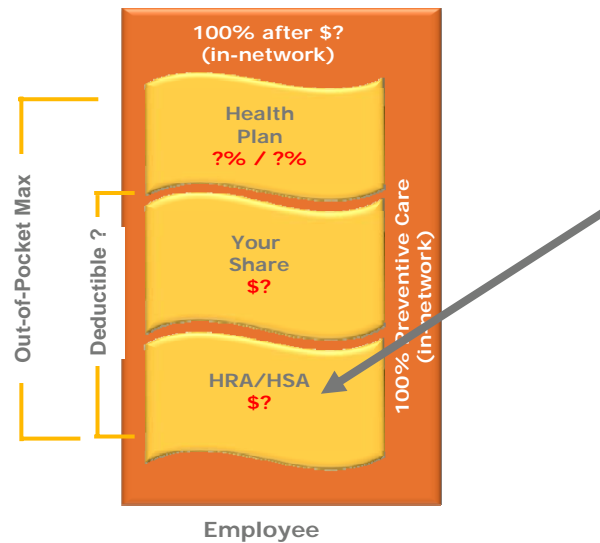 100% after $?
(in-network)
Health
Plan
?% / ?%
Your
Share
$?
HRA/HSA
$?
Out-of-Pocket Max
Deductible ?
100% Preventive Care
(in-network)
Employee